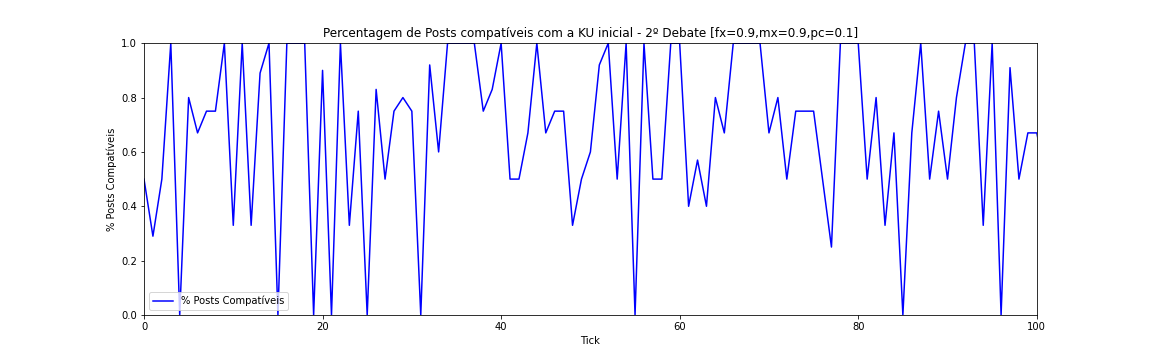 Percentagem de Posts compatíveis com a KU inicial - 2º Debate [fx=0.9,mx=0.9,pc=0.1]
1.0
0.8
0.6
0.4
0.2
0.0
% Posts Compatíveis
% Posts Compatíveis
0 20 40 60 80 100
Tick